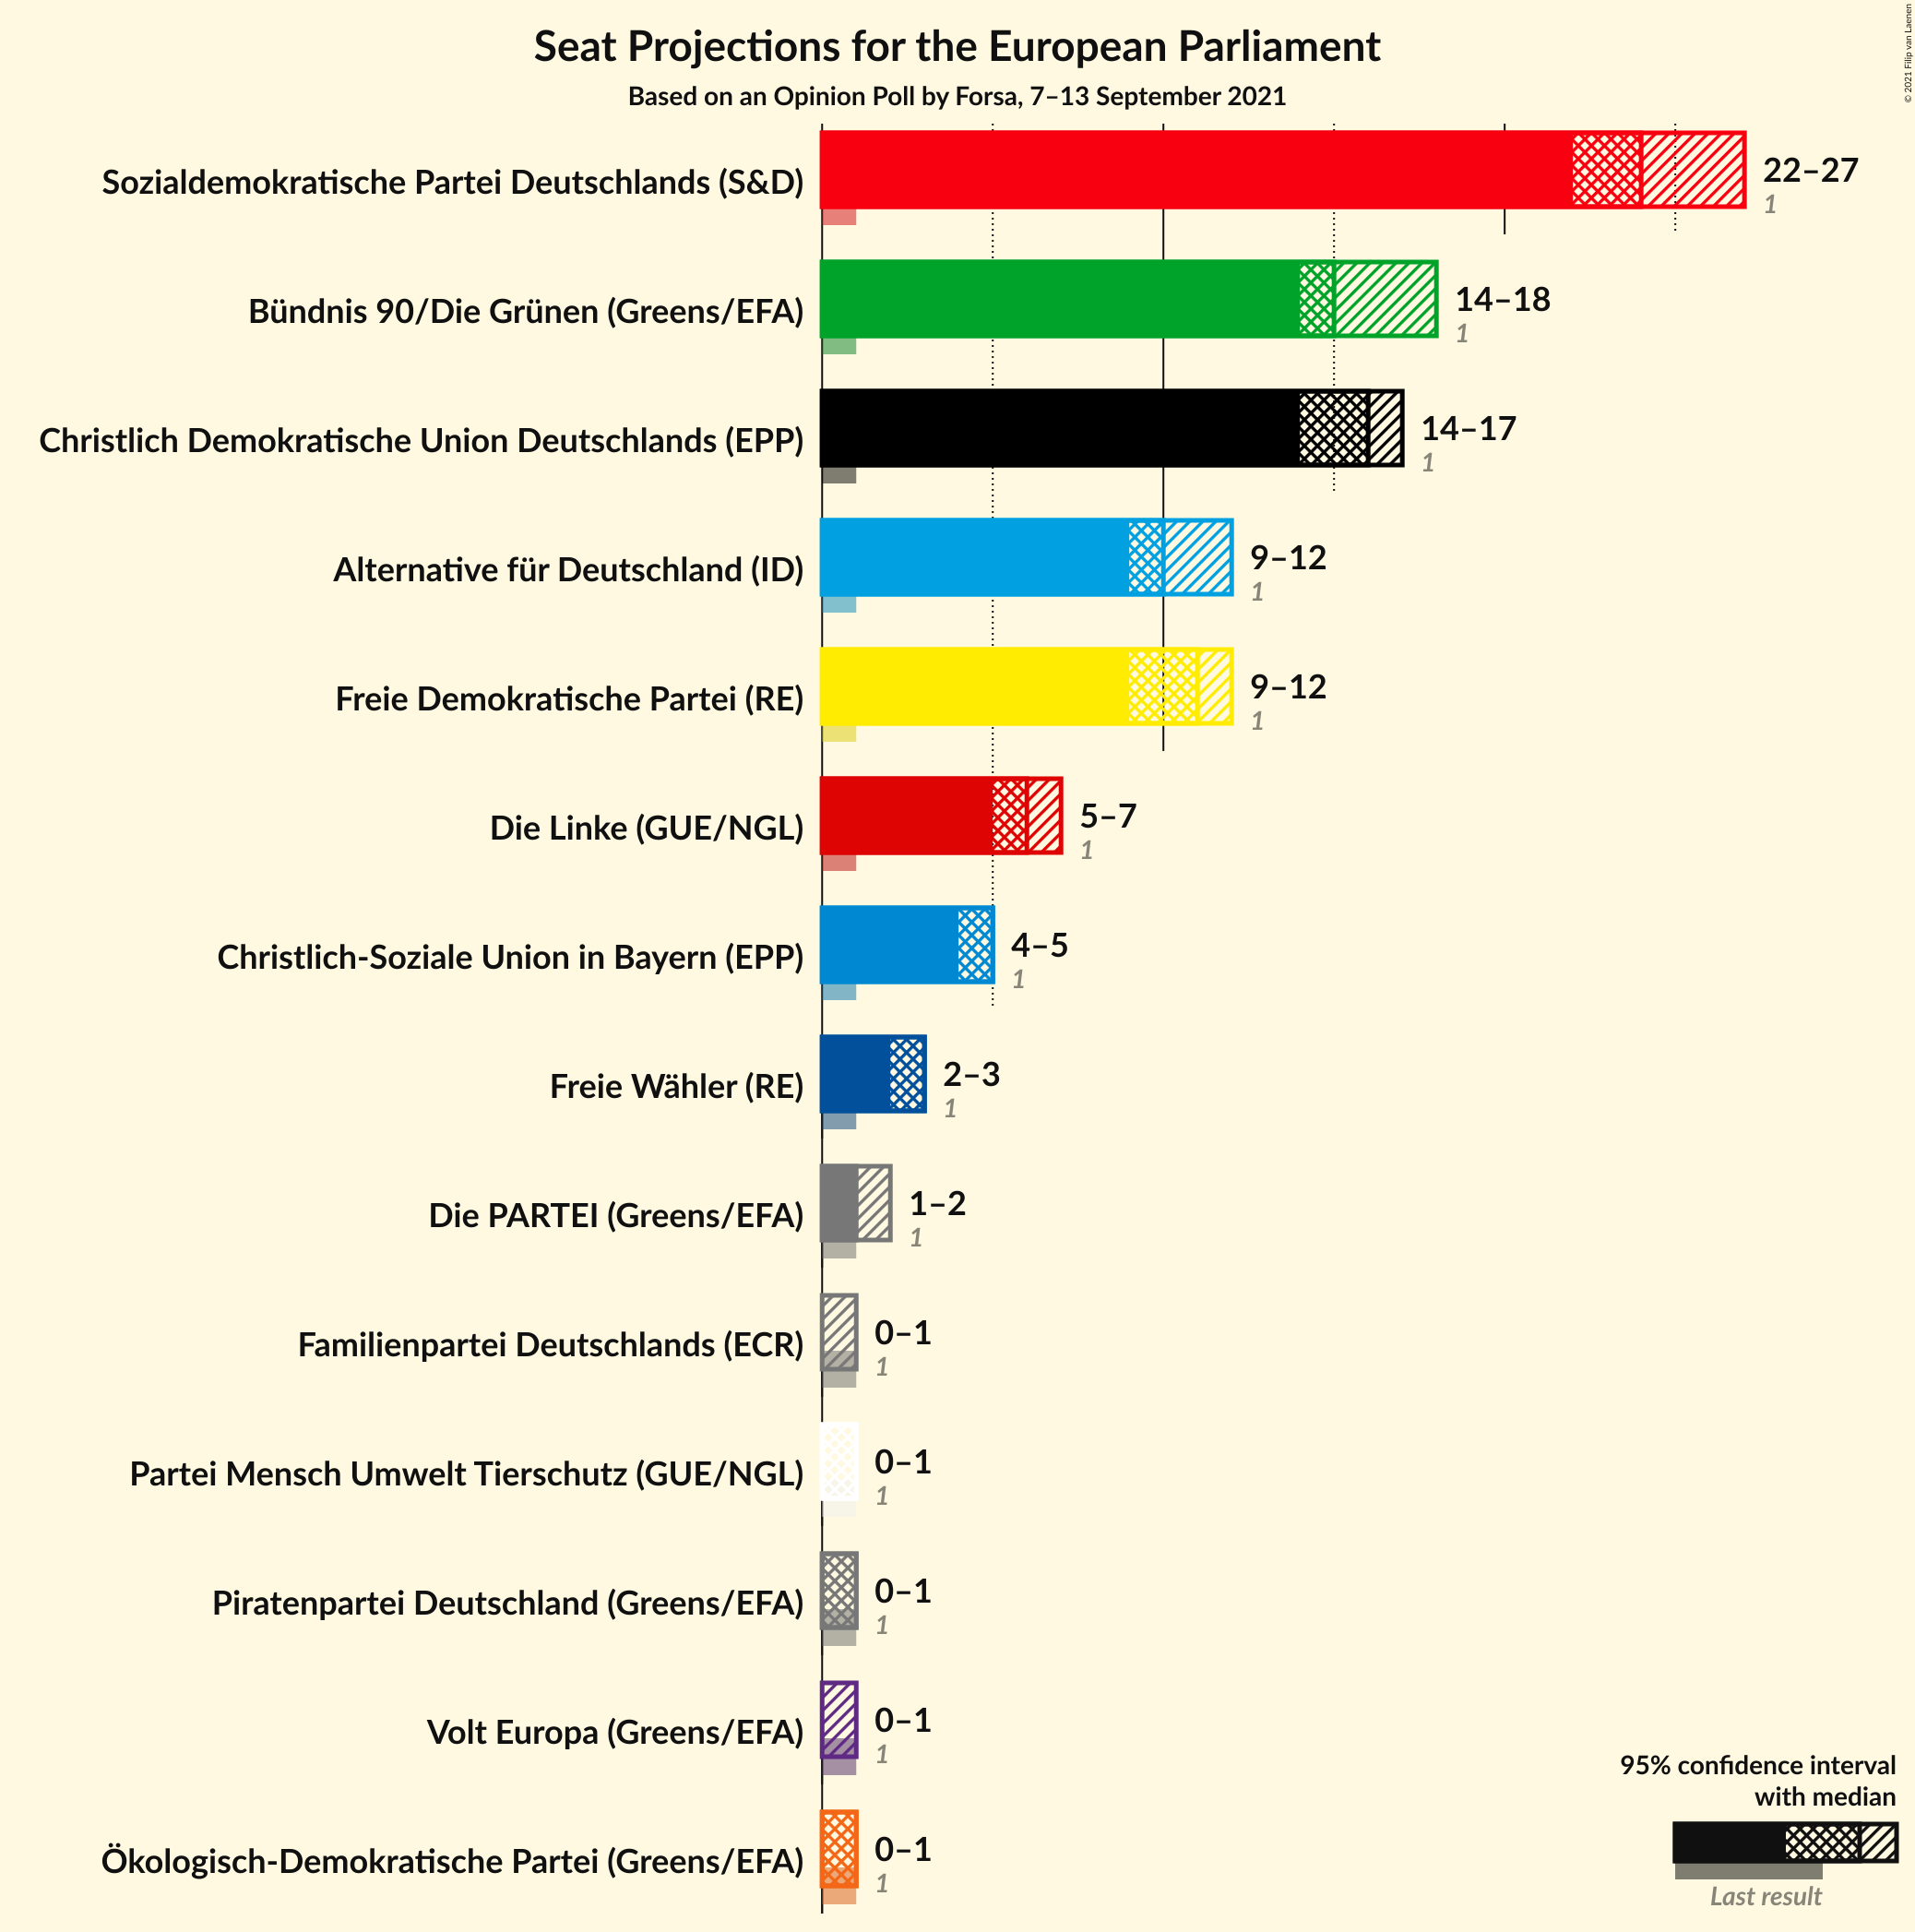 Seat Projections for the European Parliament
Based on an Opinion Poll by Forsa, 7–13 September 2021
© 2021 Filip van Laenen
Sozialdemokratische Partei Deutschlands (S&D)
22–27
1
Bündnis 90/Die Grünen (Greens/EFA)
14–18
1
Christlich Demokratische Union Deutschlands (EPP)
14–17
1
Alternative für Deutschland (ID)
9–12
1
Freie Demokratische Partei (RE)
9–12
1
Die Linke (GUE/NGL)
5–7
1
Christlich-Soziale Union in Bayern (EPP)
4–5
1
Freie Wähler (RE)
2–3
1
Die PARTEI (Greens/EFA)
1–2
1
Familienpartei Deutschlands (ECR)
0–1
1
Partei Mensch Umwelt Tierschutz (GUE/NGL)
0–1
1
Piratenpartei Deutschland (Greens/EFA)
0–1
1
Volt Europa (Greens/EFA)
0–1
1
Ökologisch-Demokratische Partei (Greens/EFA)
0–1
1
95% confidence interval
with median
Last result